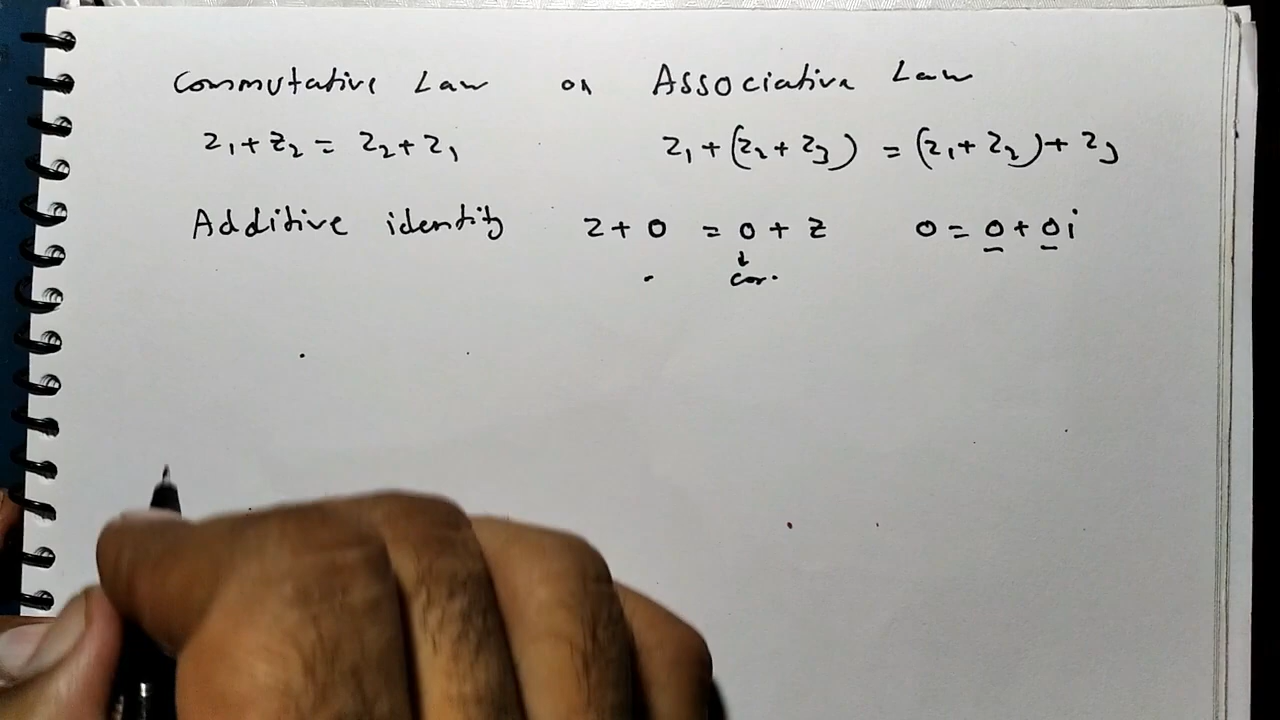 Commutative Law on Associative Law
z₁ + z₂ = z₂ + z₁ z₁ + (z₂ + z₃) = (z₁ + z₂) + z₃
Additive identity z + 0 = 0 + z 0 = 0 + 0i
↓